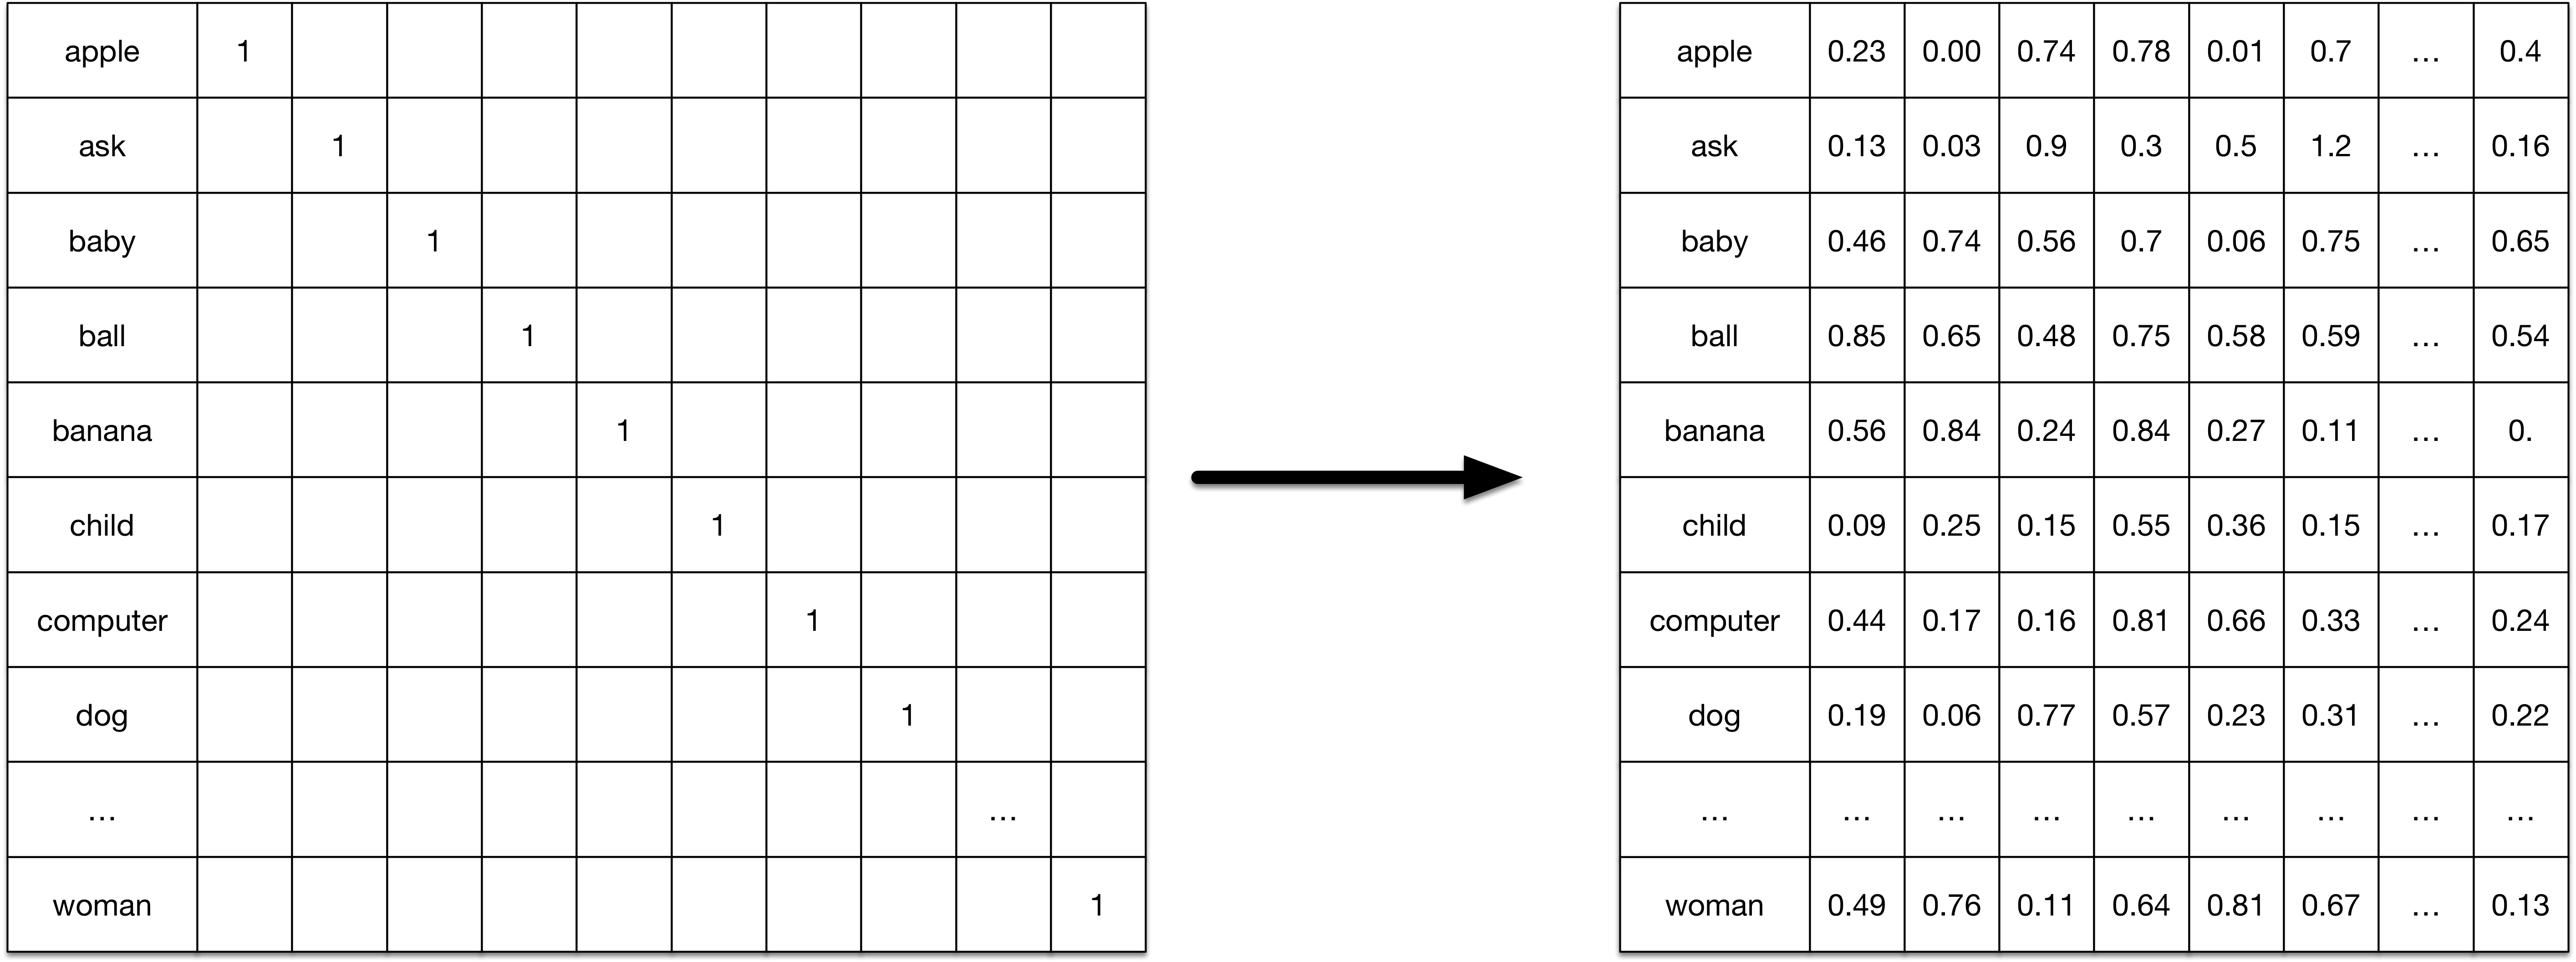 apple 1
ask 1
baby 1
ball 1
banana 1
child 1
computer 1
dog 1
... ...
woman 1
apple 0.23 0.00 0.74 0.78 0.01 0.7 ... 0.4
ask 0.13 0.03 0.9 0.3 0.5 1.2 ... 0.16
baby 0.46 0.74 0.56 0.7 0.06 0.75 ... 0.65
ball 0.85 0.65 0.48 0.75 0.58 0.59 ... 0.54
banana 0.56 0.84 0.24 0.84 0.27 0.11 ... 0.
child 0.09 0.25 0.15 0.55 0.36 0.15 ... 0.17
computer 0.44 0.17 0.16 0.81 0.66 0.33 ... 0.24
dog 0.19 0.06 0.77 0.57 0.23 0.31 ... 0.22
... ... ... ... ... ... ... ... ...
woman 0.49 0.76 0.11 0.64 0.81 0.67 ... 0.13